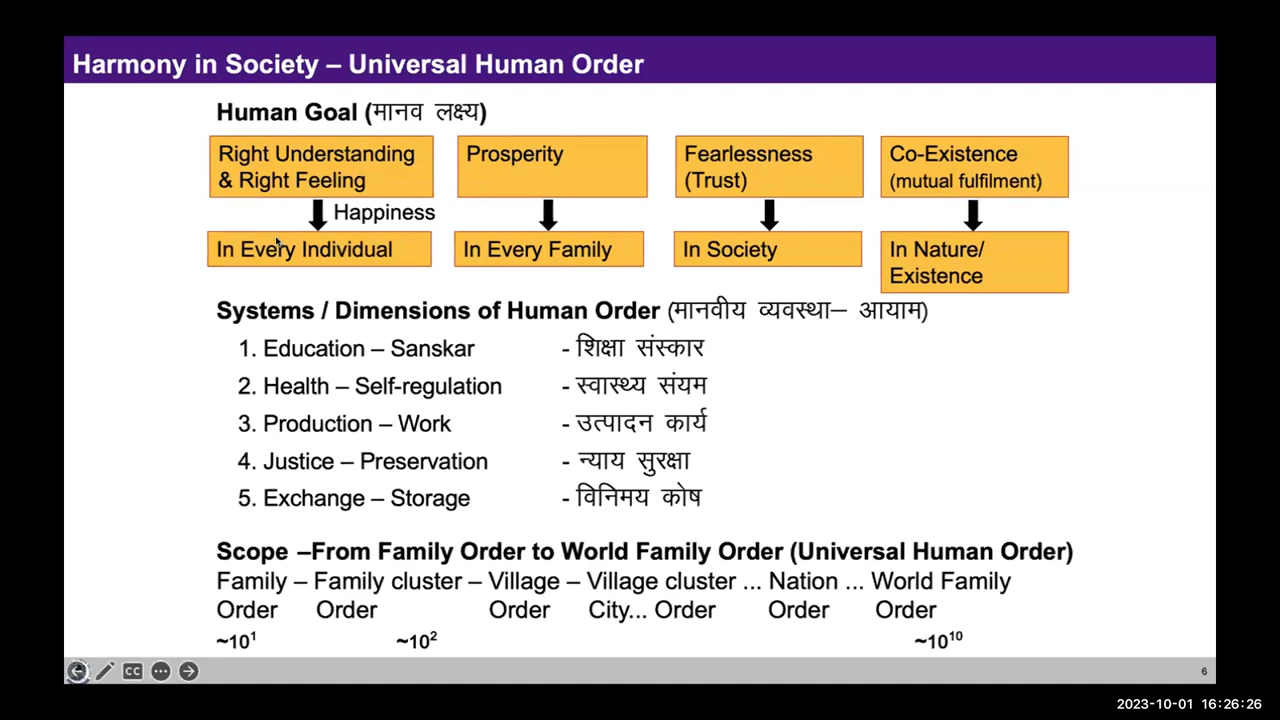 Harmony in Society – Universal Human Order
Human Goal (मानव लक्ष्य)
Right Understanding
& Right Feeling
Prosperity
Fearlessness
(Trust)
Co-Existence
(mutual fulfilment)
Happiness
In Every Individual
In Every Family
In Society
In Nature/
Existence
Systems / Dimensions of Human Order (मानवीय व्यवस्था– आयाम)
1. Education – Sanskar - शिक्षा संस्कार
2. Health – Self-regulation - स्वास्थ्य संयम
3. Production – Work - उत्पादन कार्य
4. Justice – Preservation - न्याय सुरक्षा
5. Exchange – Storage - विनिमय कोष
Scope –From Family Order to World Family Order (Universal Human Order)
Family – Family cluster – Village – Village cluster ... Nation ... World Family
Order Order Order City... Order Order Order
~10¹ ~10² ~10¹⁰
CC
6
2023-10-01 16:26:26